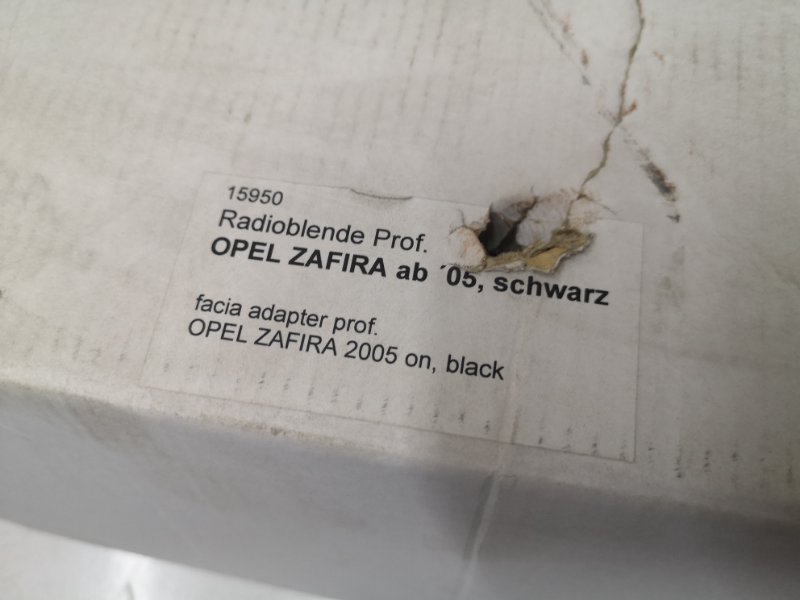 15950
Radioblende Prof.
OPEL ZAFIRA ab ´05, schwarz
facia adapter prof.
OPEL ZAFIRA 2005 on, black